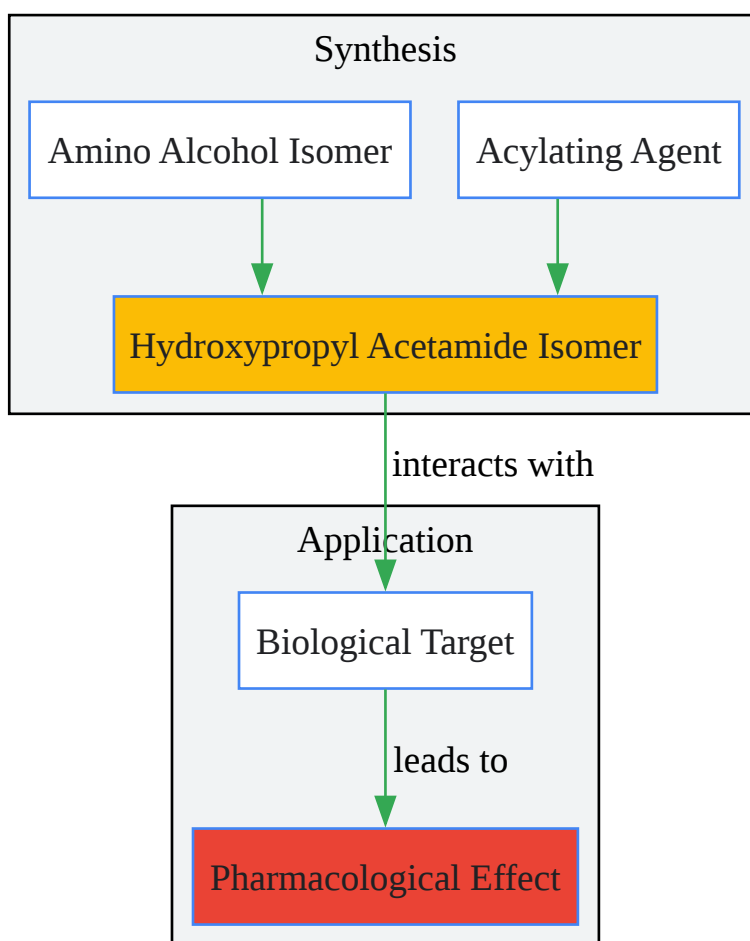 Synthesis
Amino Alcohol Isomer
Acylating Agent
Hydroxypropyl Acetamide Isomer
interacts with
Application
Biological Target
leads to
Pharmacological Effect